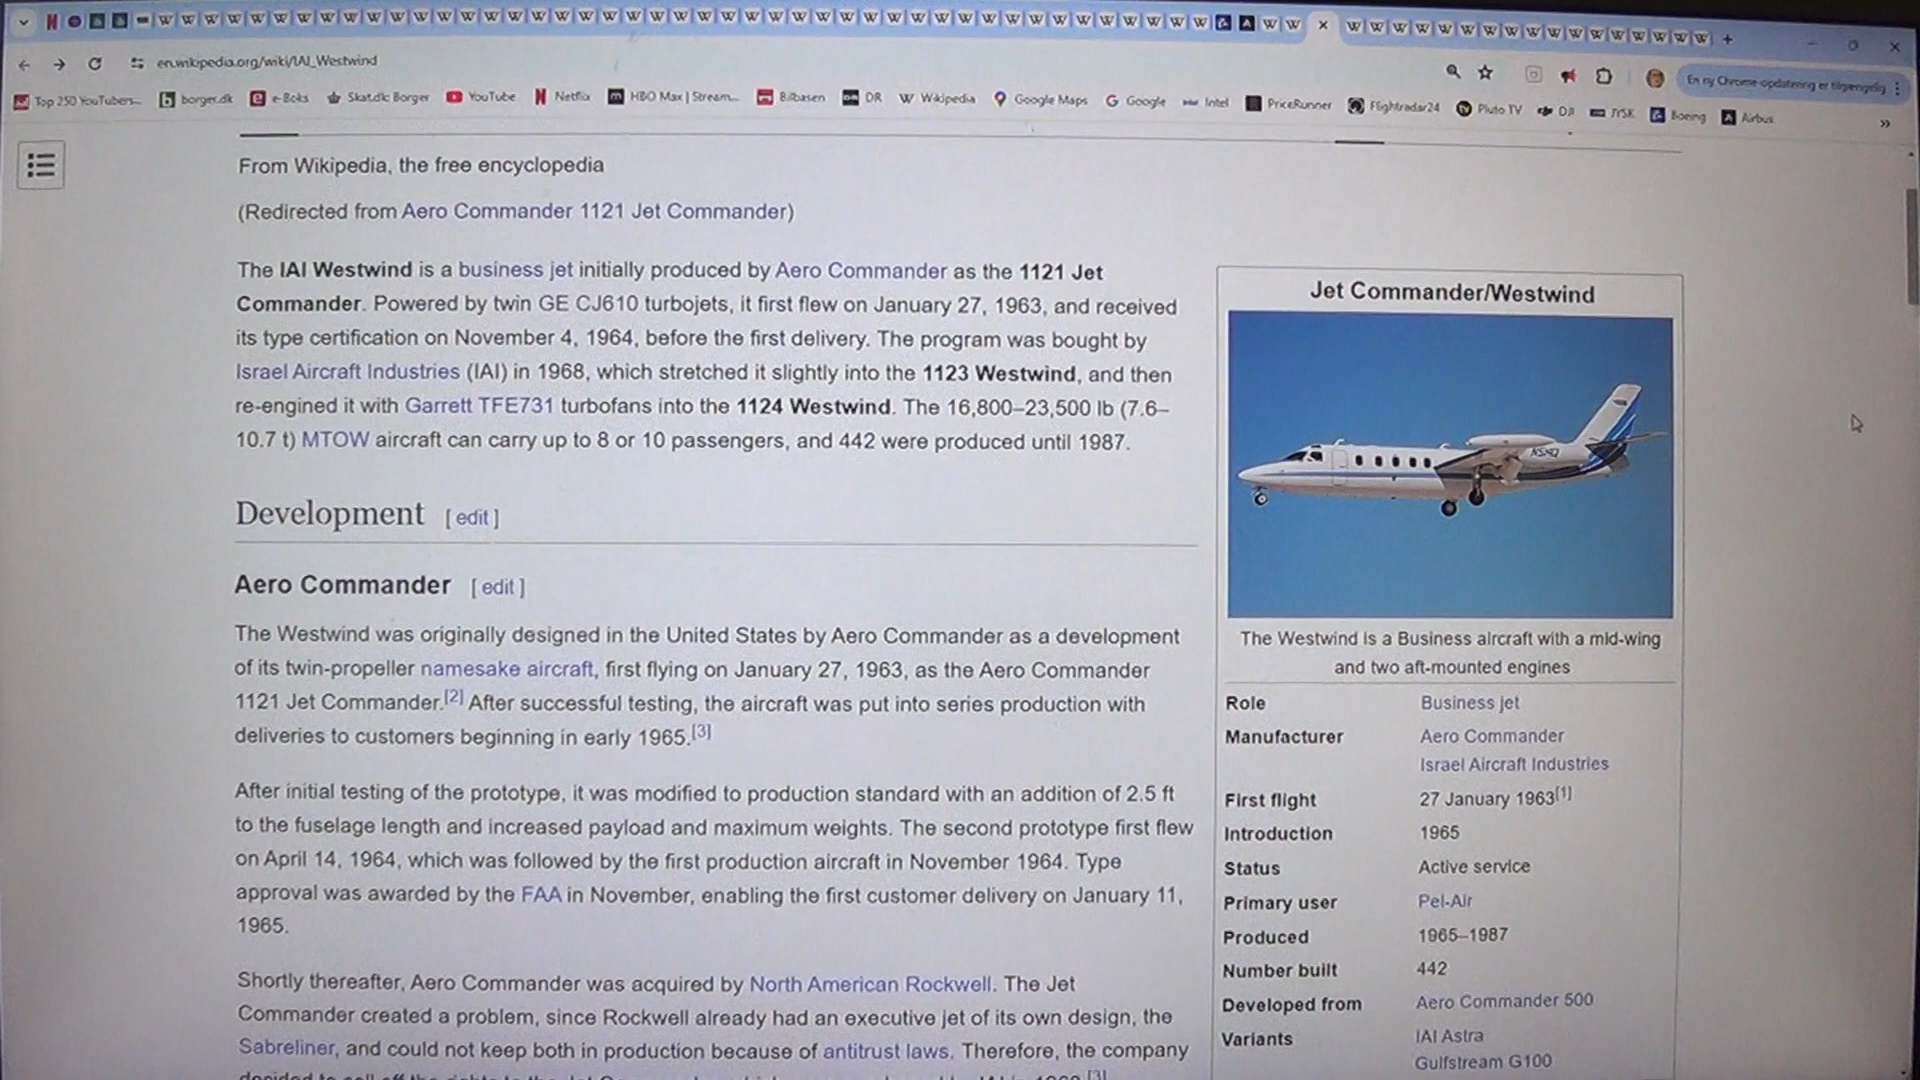 en.wikipedia.org/wiki/IAI_Westwind
En ny Chrome-opdatering er tilgængelig
Top 250 YouTubers... borger.dk e-Boks Skat.dk: Borger YouTube Netflix HBO Max | Stream... Bilbasen DR Wikipedia Google Maps Google Intel PriceRunner Flightradar24 Pluto TV DJI JYSK Boeing Airbus
From Wikipedia, the free encyclopedia
(Redirected from Aero Commander 1121 Jet Commander)
The IAI Westwind is a business jet initially produced by Aero Commander as the 1121 Jet
Commander. Powered by twin GE CJ610 turbojets, it first flew on January 27, 1963, and received
its type certification on November 4, 1964, before the first delivery. The program was bought by
Israel Aircraft Industries (IAI) in 1968, which stretched it slightly into the 1123 Westwind, and then
re-engined it with Garrett TFE731 turbofans into the 1124 Westwind. The 16,800–23,500 lb (7.6–
10.7 t) MTOW aircraft can carry up to 8 or 10 passengers, and 442 were produced until 1987.
Development [ edit ]
Aero Commander [ edit ]
The Westwind was originally designed in the United States by Aero Commander as a development
of its twin-propeller namesake aircraft, first flying on January 27, 1963, as the Aero Commander
1121 Jet Commander.[2] After successful testing, the aircraft was put into series production with
deliveries to customers beginning in early 1965.[3]
After initial testing of the prototype, it was modified to production standard with an addition of 2.5 ft
to the fuselage length and increased payload and maximum weights. The second prototype first flew
on April 14, 1964, which was followed by the first production aircraft in November 1964. Type
approval was awarded by the FAA in November, enabling the first customer delivery on January 11,
1965.
Shortly thereafter, Aero Commander was acquired by North American Rockwell. The Jet
Commander created a problem, since Rockwell already had an executive jet of its own design, the
Sabreliner, and could not keep both in production because of antitrust laws. Therefore, the company
Jet Commander/Westwind
The Westwind is a Business aircraft with a mid-wing
and two aft-mounted engines
Role Business jet
Manufacturer Aero Commander
Israel Aircraft Industries
First flight 27 January 1963[1]
Introduction 1965
Status Active service
Primary user Pel-Air
Produced 1965–1987
Number built 442
Developed from Aero Commander 500
Variants IAI Astra
Gulfstream G100